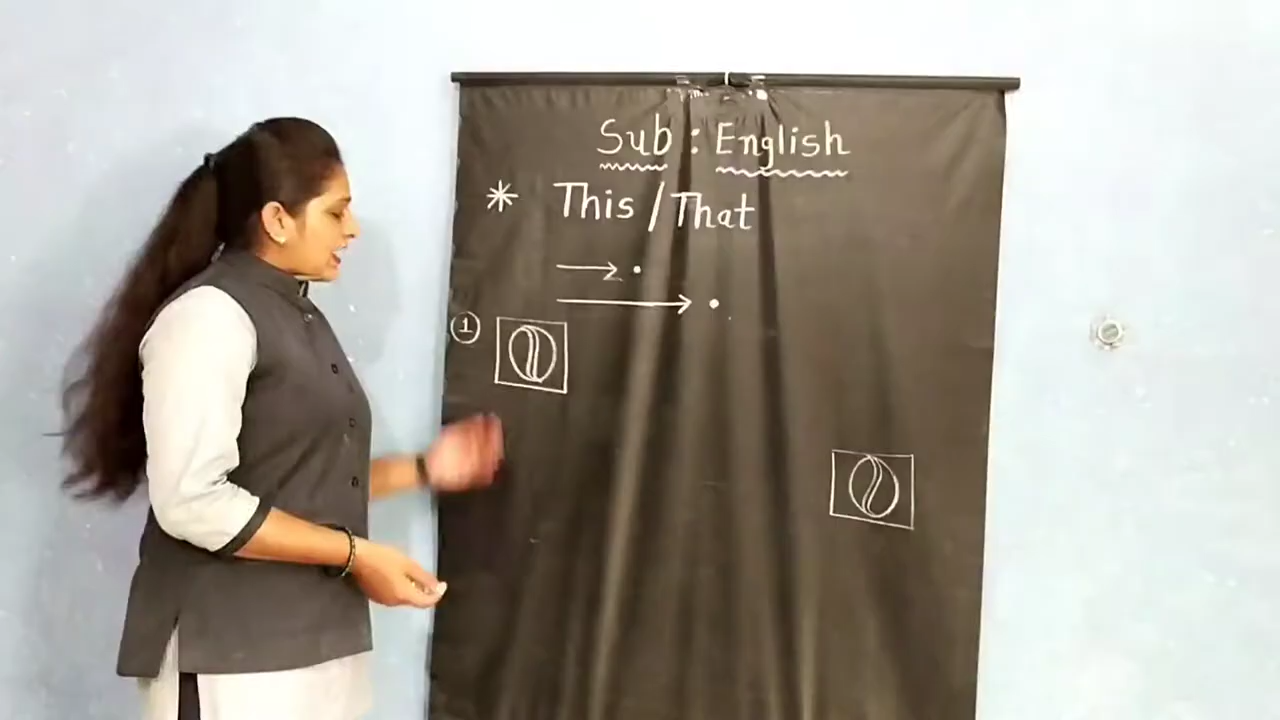 Sub : English
* This / That
→ .
→ .
①